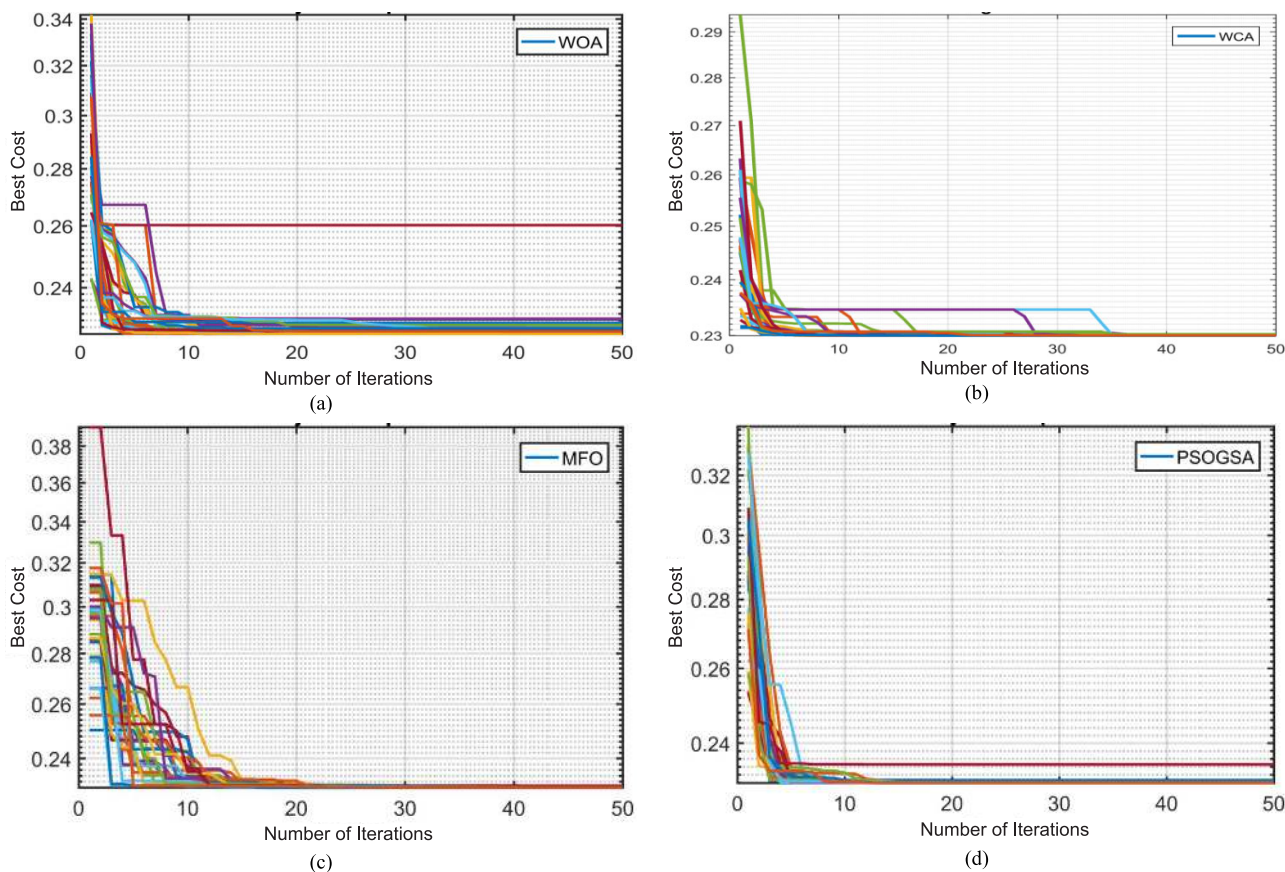 WOA
0.34
0.32
0.3
0.28
0.26
0.24
Best Cost
0 10 20 30 40 50
Number of Iterations
(a)
WCA
0.29
0.28
0.27
0.26
0.25
0.24
0.23
Best Cost
0 10 20 30 40 50
Number of Iterations
(b)
MFO
0.38
0.36
0.34
0.32
0.3
0.28
0.26
0.24
Best Cost
0 10 20 30 40 50
Number of Iterations
(c)
PSOGSA
0.32
0.3
0.28
0.26
0.24
Best Cost
0 10 20 30 40 50
Number of Iterations
(d)